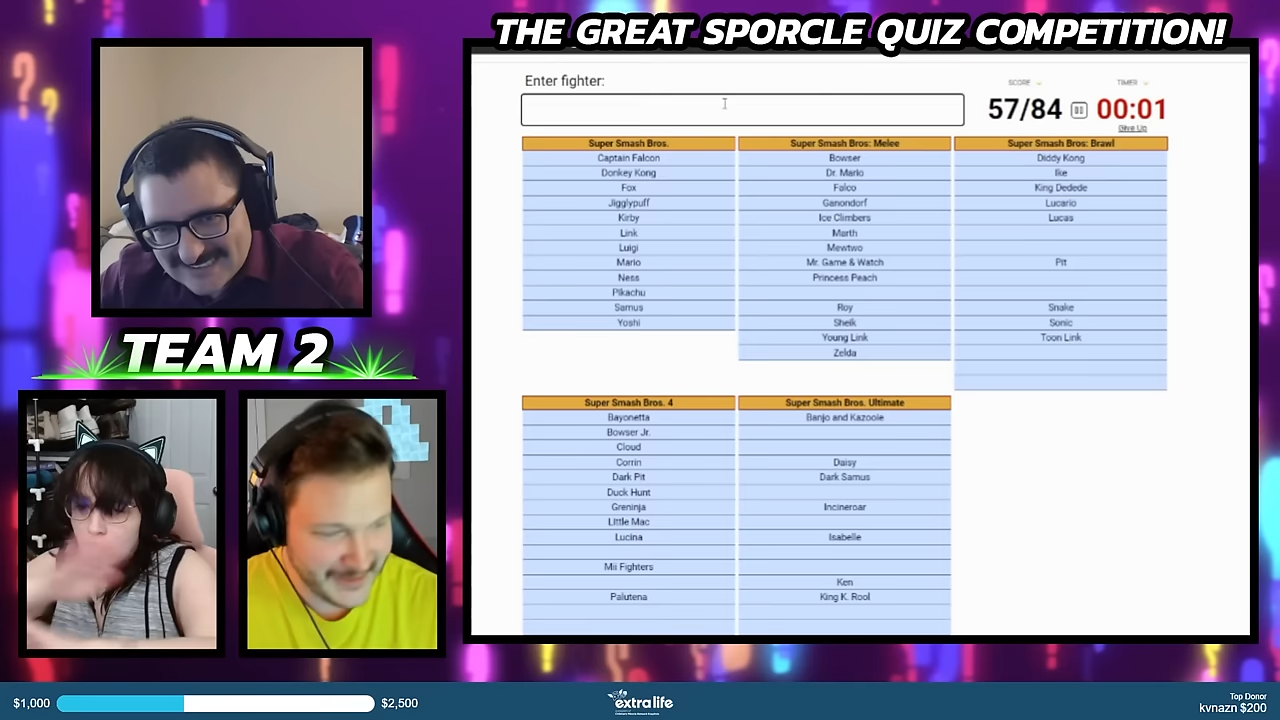 THE GREAT SPORCLE QUIZ COMPETITION!
Enter fighter:
SCORE
TIMER
57/84
00:01
Give Up
Super Smash Bros.
Captain Falcon
Donkey Kong
Fox
Jigglypuff
Kirby
Link
Luigi
Mario
Ness
Pikachu
Samus
Yoshi
Super Smash Bros: Melee
Bowser
Dr. Mario
Falco
Ganondorf
Ice Climbers
Marth
Mewtwo
Mr. Game & Watch
Princess Peach
Roy
Sheik
Young Link
Zelda
Super Smash Bros: Brawl
Diddy Kong
Ike
King Dedede
Lucario
Lucas
Pit
Snake
Sonic
Toon Link
Super Smash Bros. 4
Bayonetta
Bowser Jr.
Cloud
Corrin
Dark Pit
Duck Hunt
Greninja
Little Mac
Lucina
Mii Fighters
Palutena
Super Smash Bros. Ultimate
Banjo and Kazooie
Daisy
Dark Samus
Incineroar
Isabelle
Ken
King K. Rool
TEAM 2
$1,000
$2,500
extralife
Top Donor
kvnazn $200